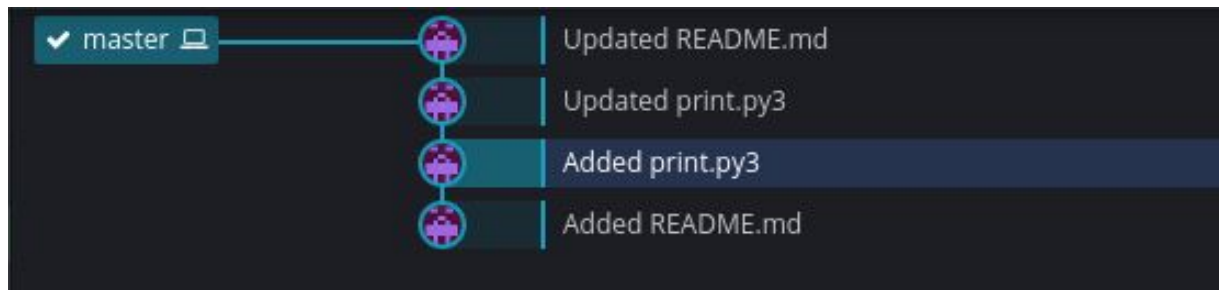 master
Updated README.md
Updated print.py3
Added print.py3
Added README.md